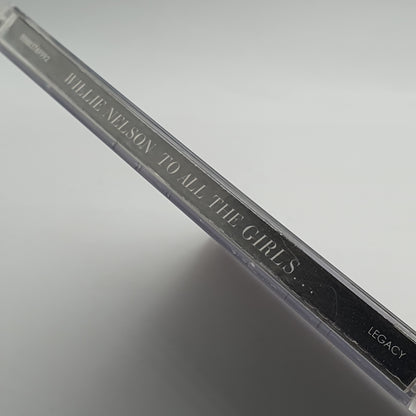 WILLIE NELSON TO ALL THE GIRLS...
LEGACY